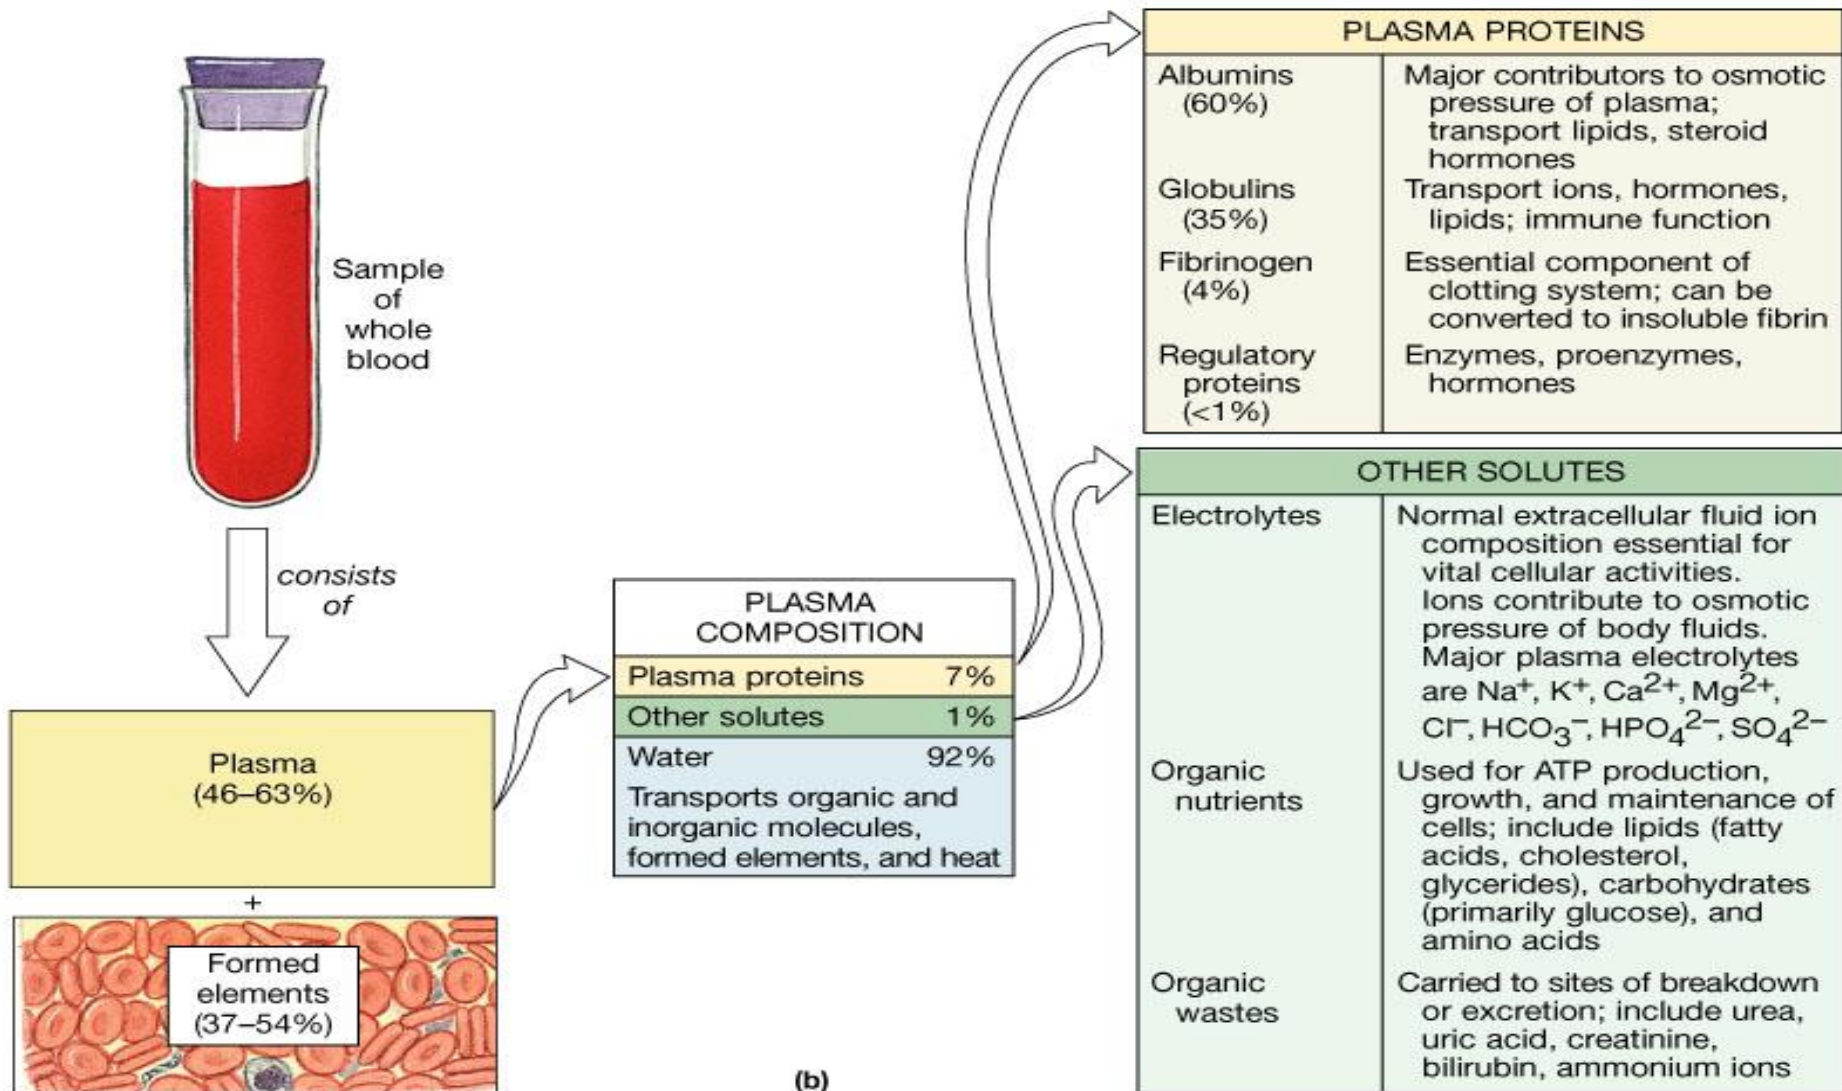 Sample
of
whole
blood
consists
of
Plasma
(46–63%)
+
Formed
elements
(37–54%)
PLASMA
COMPOSITION
Plasma proteins 7%
Other solutes 1%
Water 92%
Transports organic and
inorganic molecules,
formed elements, and heat
(b)
PLASMA PROTEINS
Albumins Major contributors to osmotic
(60%) pressure of plasma;
transport lipids, steroid
hormones
Globulins Transport ions, hormones,
(35%) lipids; immune function
Fibrinogen Essential component of
(4%) clotting system; can be
converted to insoluble fibrin
Regulatory Enzymes, proenzymes,
proteins hormones
(<1%)
OTHER SOLUTES
Electrolytes Normal extracellular fluid ion
composition essential for
vital cellular activities.
Ions contribute to osmotic
pressure of body fluids.
Major plasma electrolytes
are Na⁺, K⁺, Ca²⁺, Mg²⁺,
Cl⁻, HCO₃⁻, HPO₄²⁻, SO₄²⁻
Organic Used for ATP production,
nutrients growth, and maintenance of
cells; include lipids (fatty
acids, cholesterol,
glycerides), carbohydrates
(primarily glucose), and
amino acids
Organic Carried to sites of breakdown
wastes or excretion; include urea,
uric acid, creatinine,
bilirubin, ammonium ions